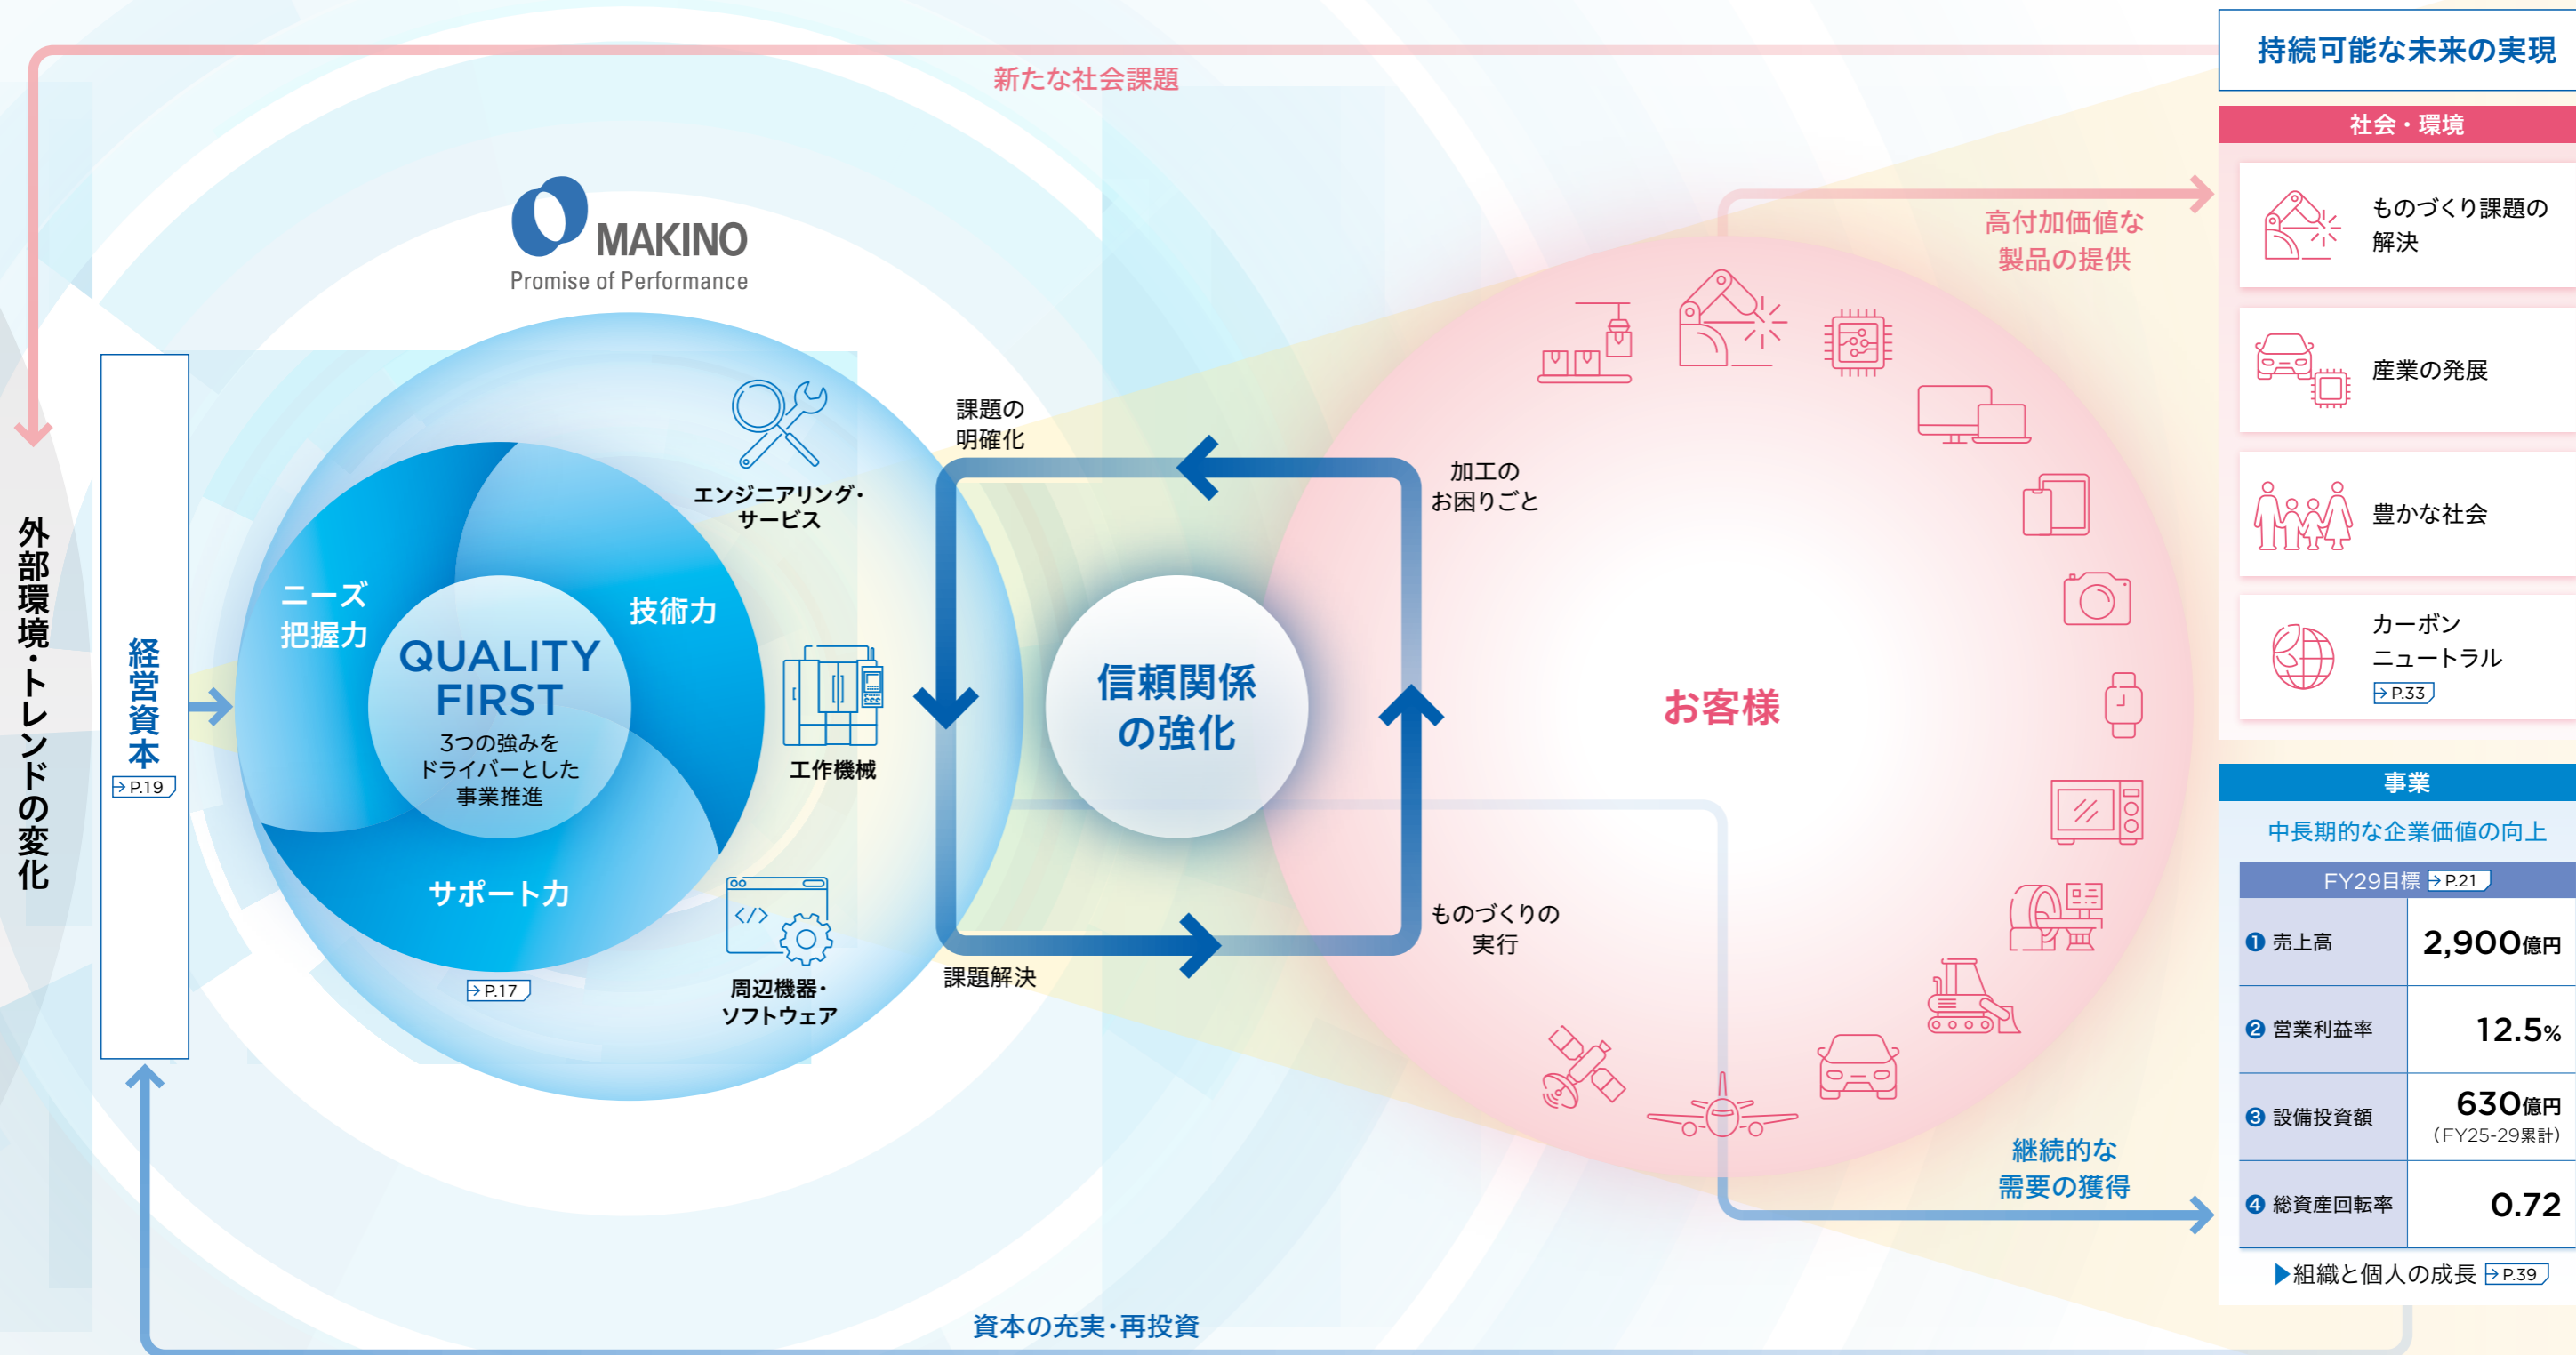 新たな社会課題
外部環境・トレンドの変化
経営資本
P.19
MAKINO
Promise of Performance
ニーズ
把握力
技術力
サポート力
QUALITY
FIRST
3つの強みを
ドライバーとした
事業推進
P.17
エンジニアリング・
サービス
工作機械
周辺機器・
ソフトウェア
課題の
明確化
加工の
お困りごと
信頼関係
の強化
課題解決
ものづくりの
実行
お客様
高付加価値な
製品の提供
継続的な
需要の獲得
資本の充実・再投資
持続可能な未来の実現
社会・環境
ものづくり課題の
解決
産業の発展
豊かな社会
カーボン
ニュートラル
P.33
事業
中長期的な企業価値の向上
FY29目標 P.21
1 売上高 2,900億円
2 営業利益率 12.5%
3 設備投資額 630億円
(FY25-29累計)
4 総資産回転率 0.72
▶組織と個人の成長 P.39